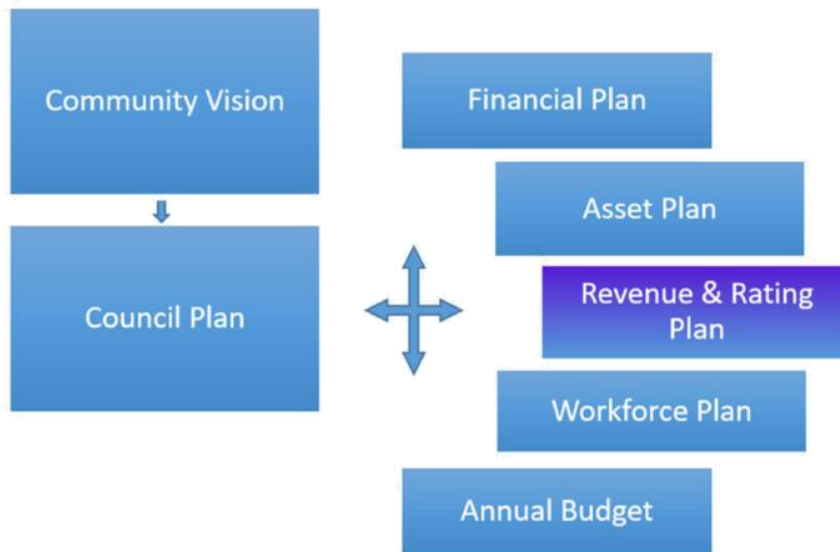 Community Vision
Council Plan
Financial Plan
Asset Plan
Revenue & Rating
Plan
Workforce Plan
Annual Budget